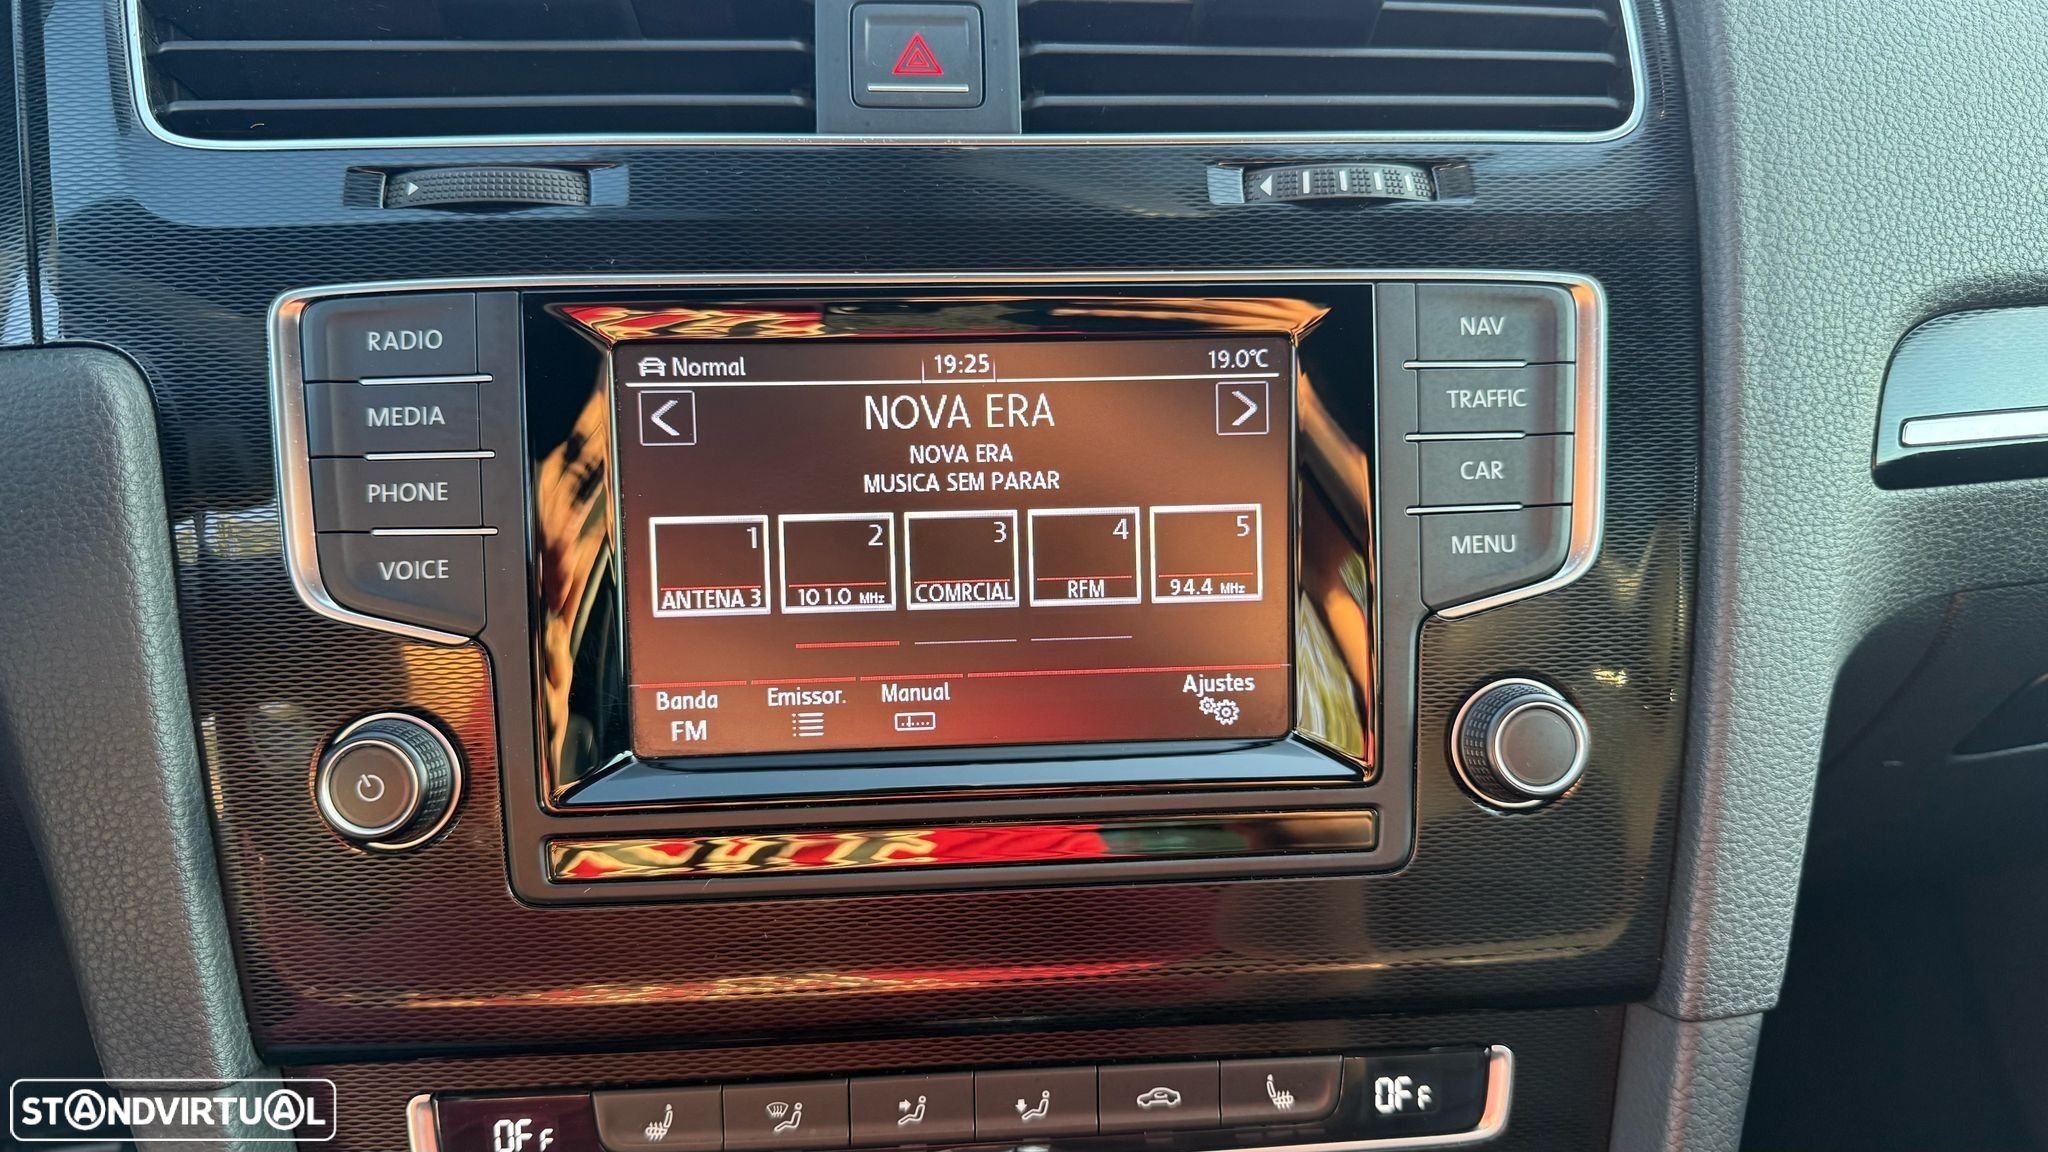 RADIO
MEDIA
PHONE
VOICE
Normal 19:25 19.0°C
< NOVA ERA >
NOVA ERA
MUSICA SEM PARAR
1 2 3 4 5
ANTENA 3 101.0 MHz COMRCIAL RFM 94.4 MHz
Banda Emissor. Manual Ajustes
FM
NAV
TRAFFIC
CAR
MENU
OFF OFF
STANDVIRTUAL